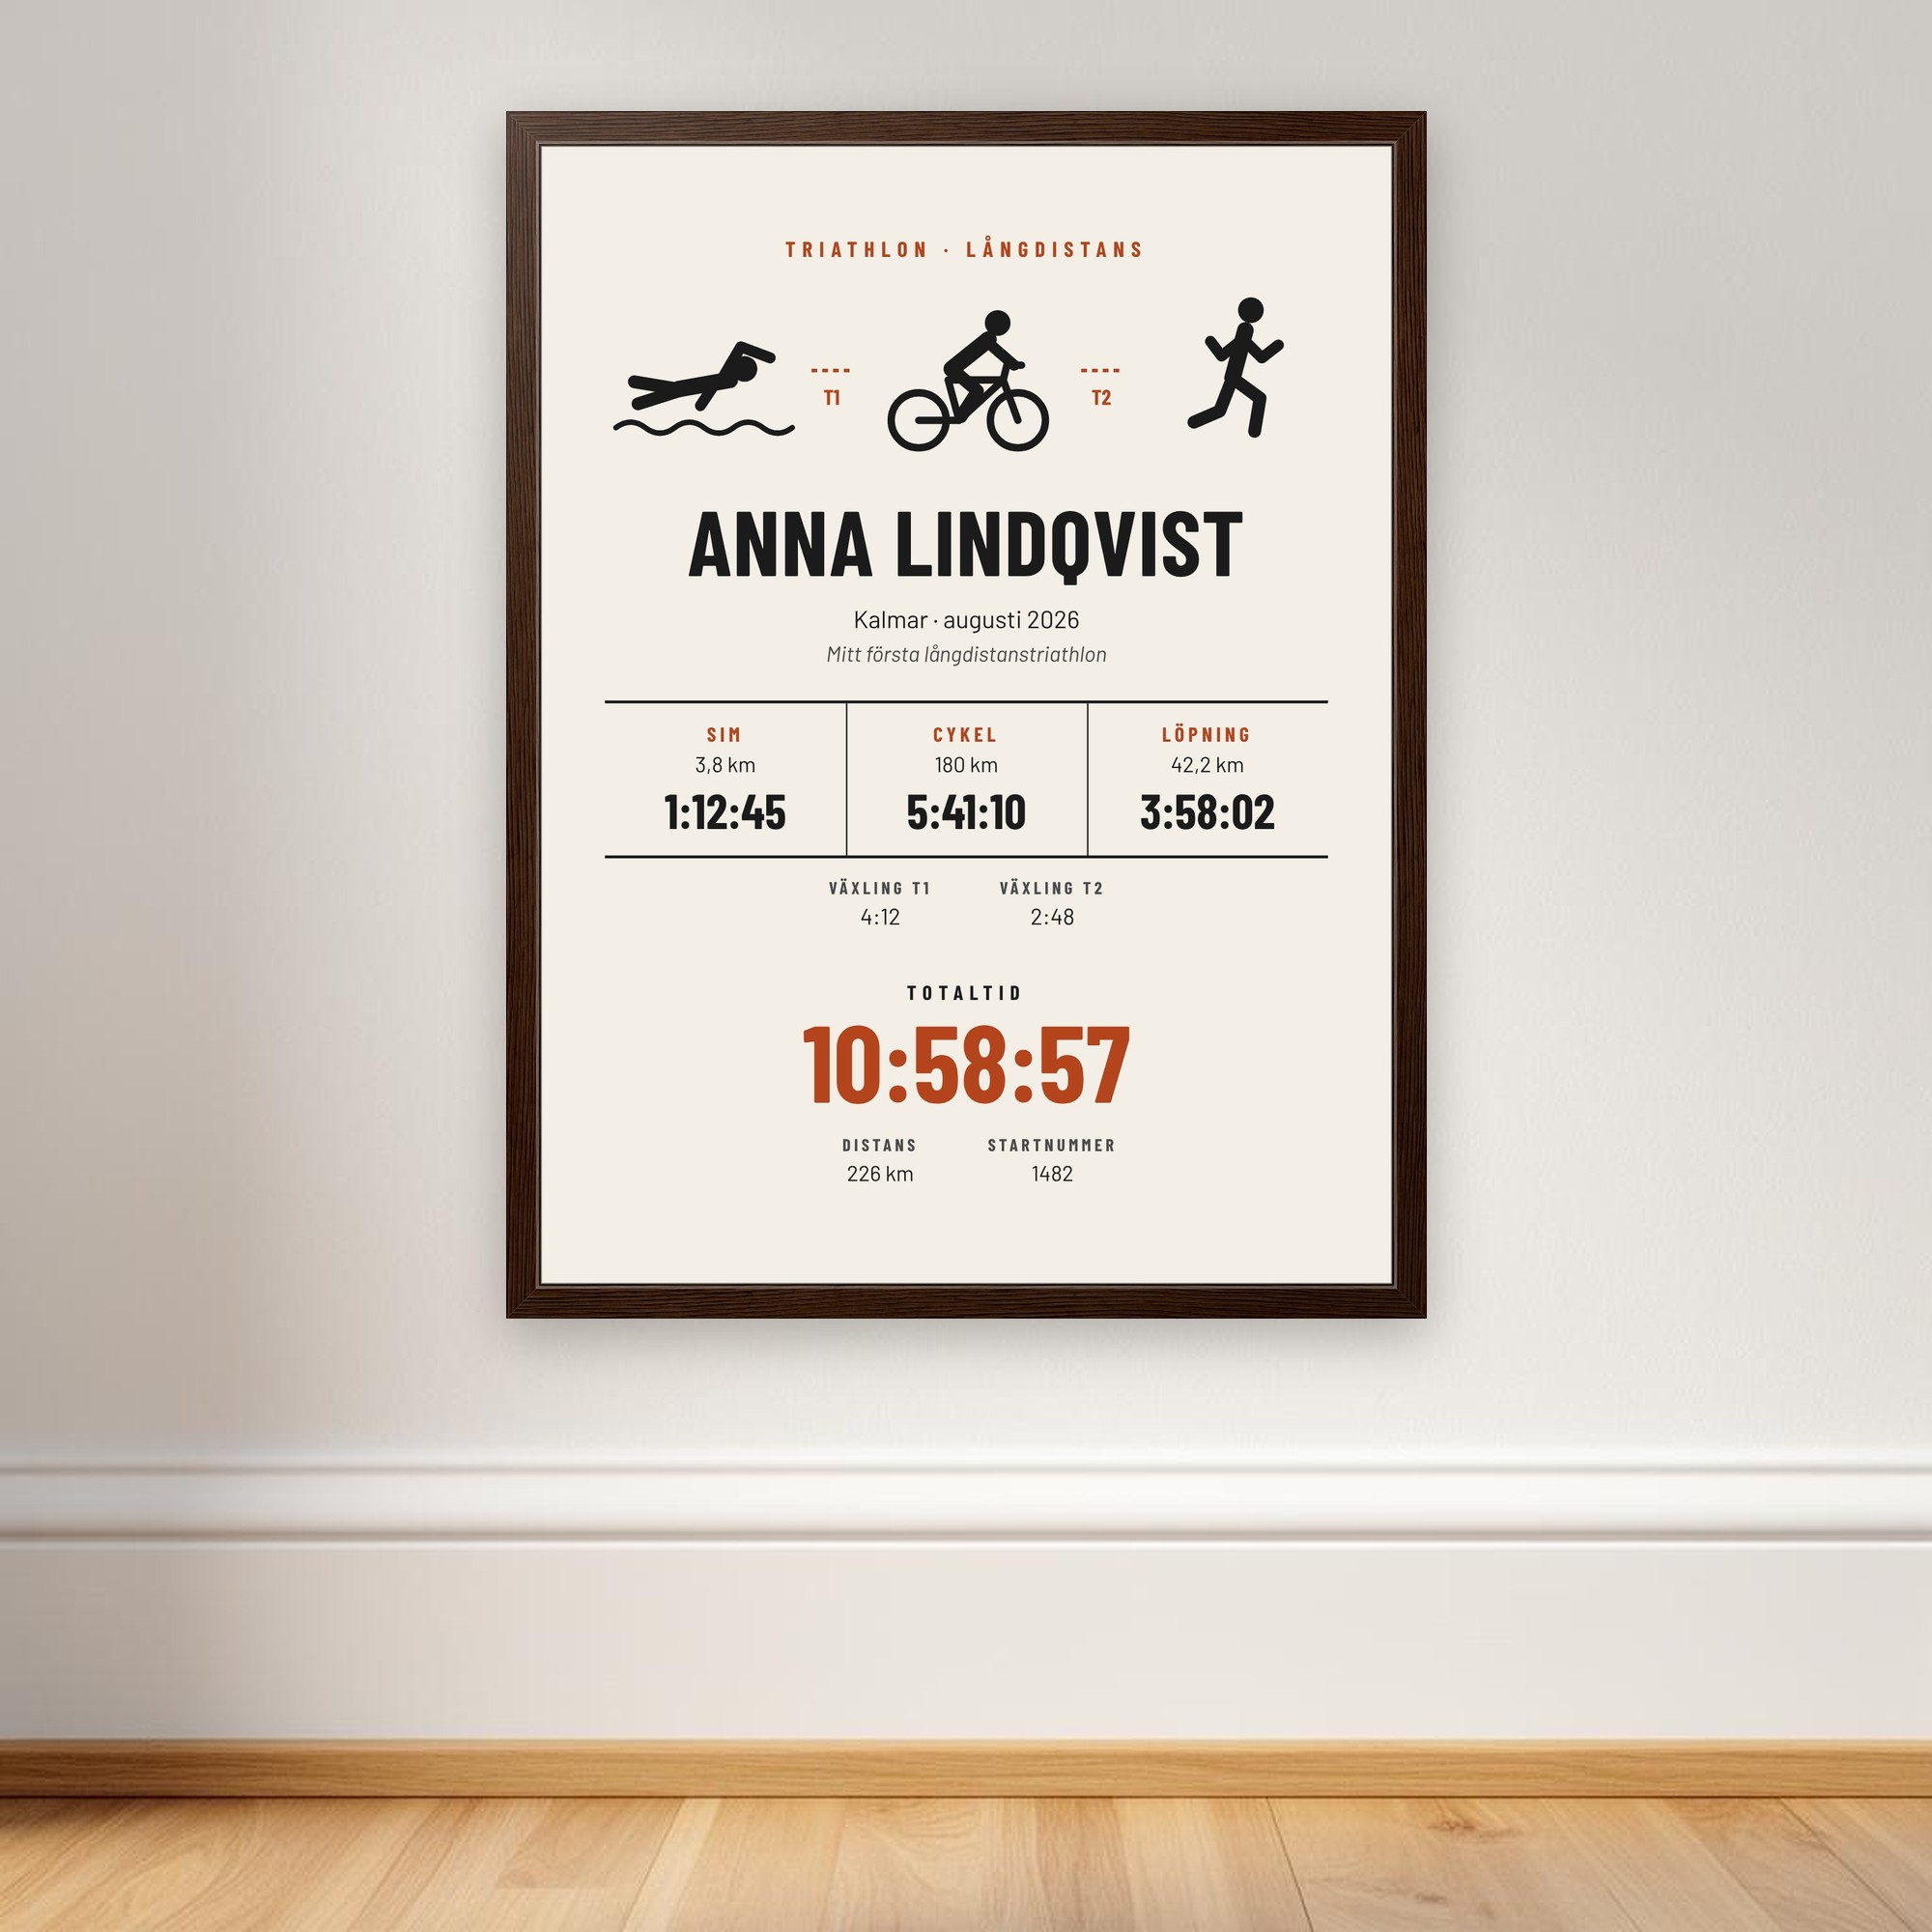 TRIATHLON · LÅNGDISTANS
T1 T2
ANNA LINDQVIST
Kalmar · augusti 2026
Mitt första långdistanstriathlon
SIM CYKEL LÖPNING
3,8 km 180 km 42,2 km
1:12:45 5:41:10 3:58:02
VÄXLING T1 VÄXLING T2
4:12 2:48
TOTALTID
10:58:57
DISTANS STARTNUMMER
226 km 1482